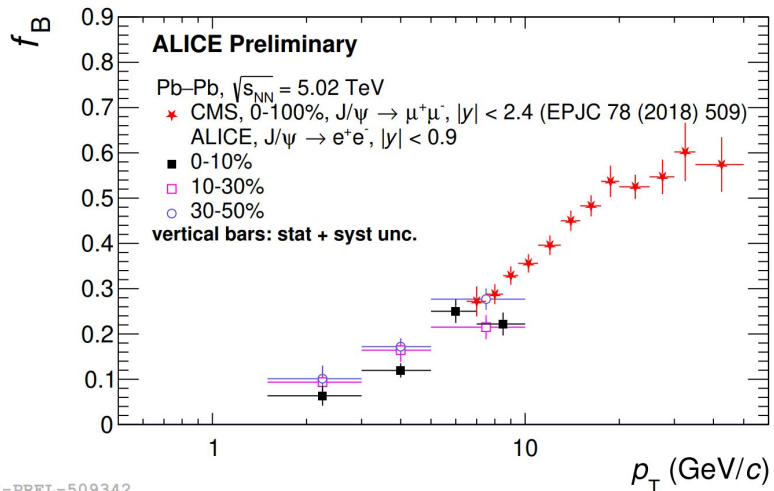 f_B
0.9
0.8
0.7
0.6
0.5
0.4
0.3
0.2
0.1
0
ALICE Preliminary
Pb–Pb, √s_NN = 5.02 TeV
CMS, 0-100%, J/ψ → μ⁺μ⁻, |y| < 2.4 (EPJC 78 (2018) 509)
ALICE, J/ψ → e⁺e⁻, |y| < 0.9
0-10%
10-30%
30-50%
vertical bars: stat + syst unc.
1
10
p_T (GeV/c)
-PREL-509342